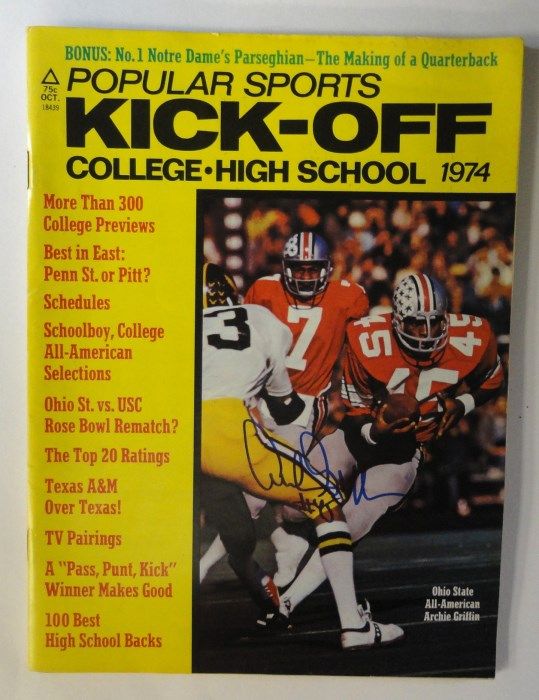 BONUS: No. 1 Notre Dame's Parseghian—The Making of a Quarterback
75c
OCT.
18439
POPULAR SPORTS
KICK-OFF
COLLEGE • HIGH SCHOOL 1974
More Than 300
College Previews
Best in East:
Penn St. or Pitt?
Schedules
Schoolboy, College
All-American
Selections
Ohio St. vs. USC
Rose Bowl Rematch?
The Top 20 Ratings
Texas A&M
Over Texas!
TV Pairings
A "Pass, Punt, Kick"
Winner Makes Good
100 Best
High School Backs
3
7
45
45
Ohio State
All-American
Archie Griffin